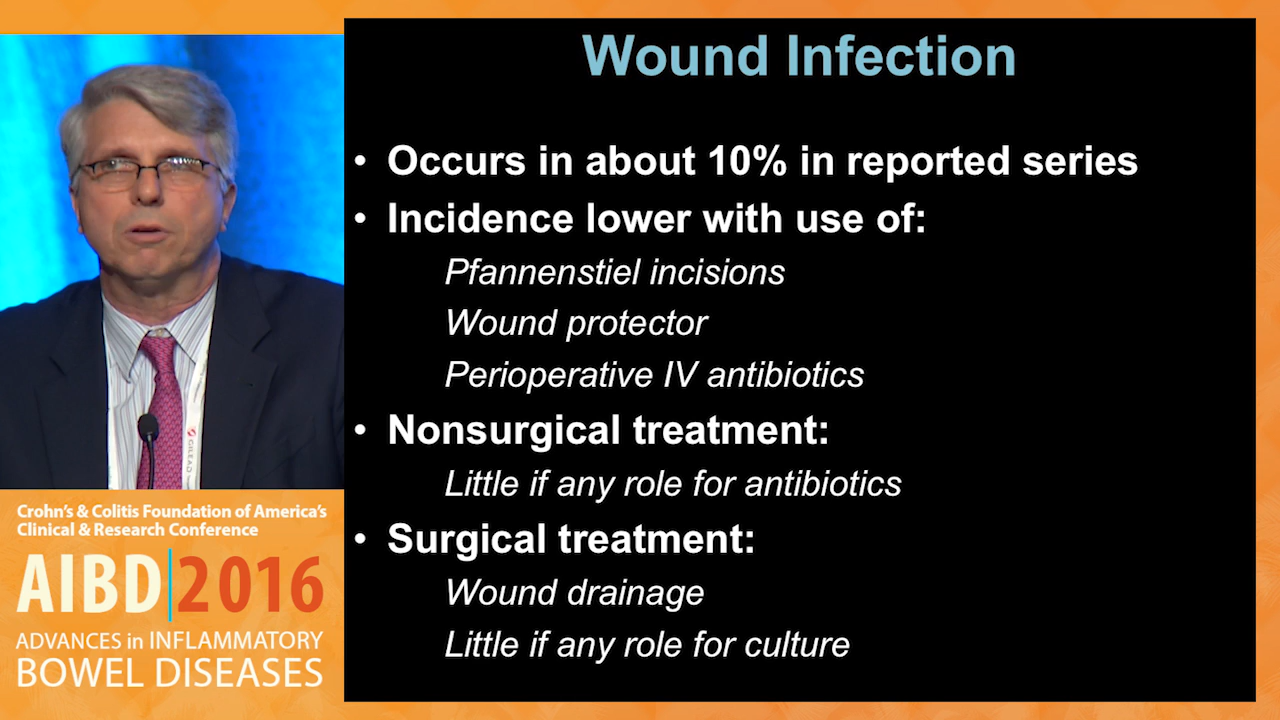 Wound Infection
• Occurs in about 10% in reported series
• Incidence lower with use of:
Pfannenstiel incisions
Wound protector
Perioperative IV antibiotics
• Nonsurgical treatment:
Little if any role for antibiotics
• Surgical treatment:
Wound drainage
Little if any role for culture
GILEAD
Crohn's & Colitis Foundation of America's
Clinical & Research Conference
AIBD|2016
ADVANCES in INFLAMMATORY
BOWEL DISEASES